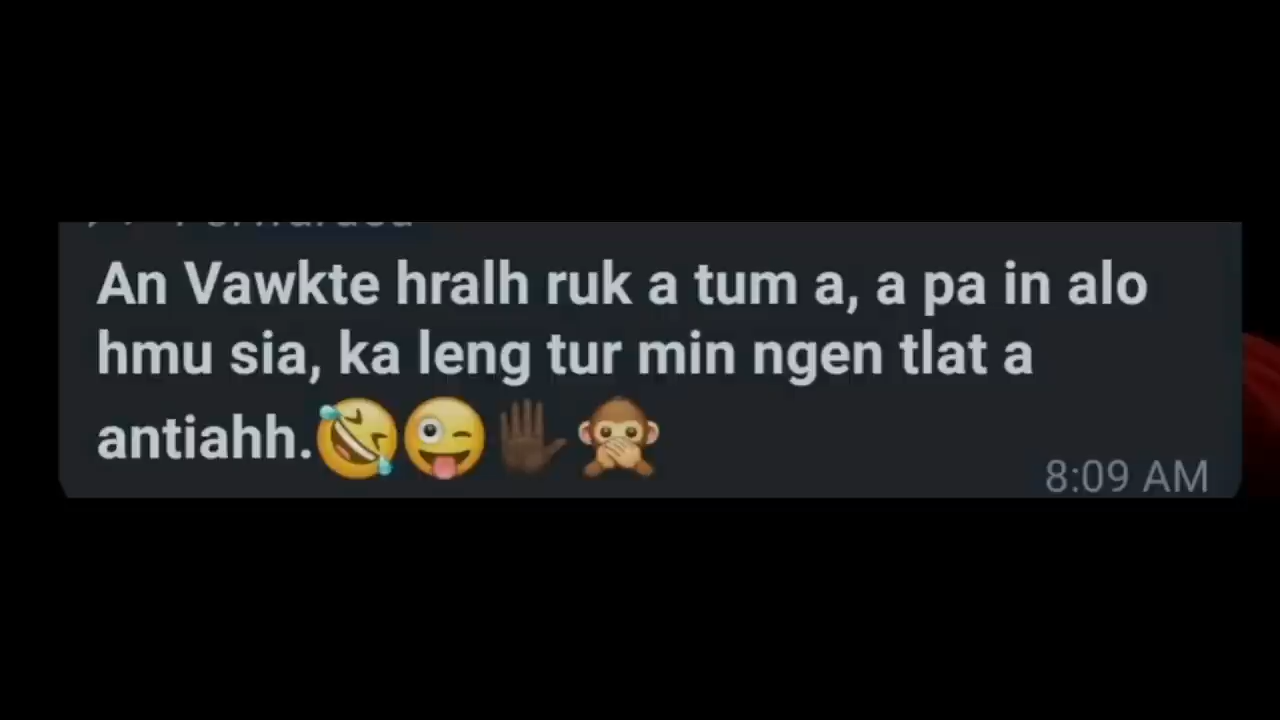 Forwarded
An Vawkte hralh ruk a tum a, a pa in alo
hmu sia, ka leng tur min ngen tlat a
antiahh.🤣😜🖐🏿🙊
8:09 AM